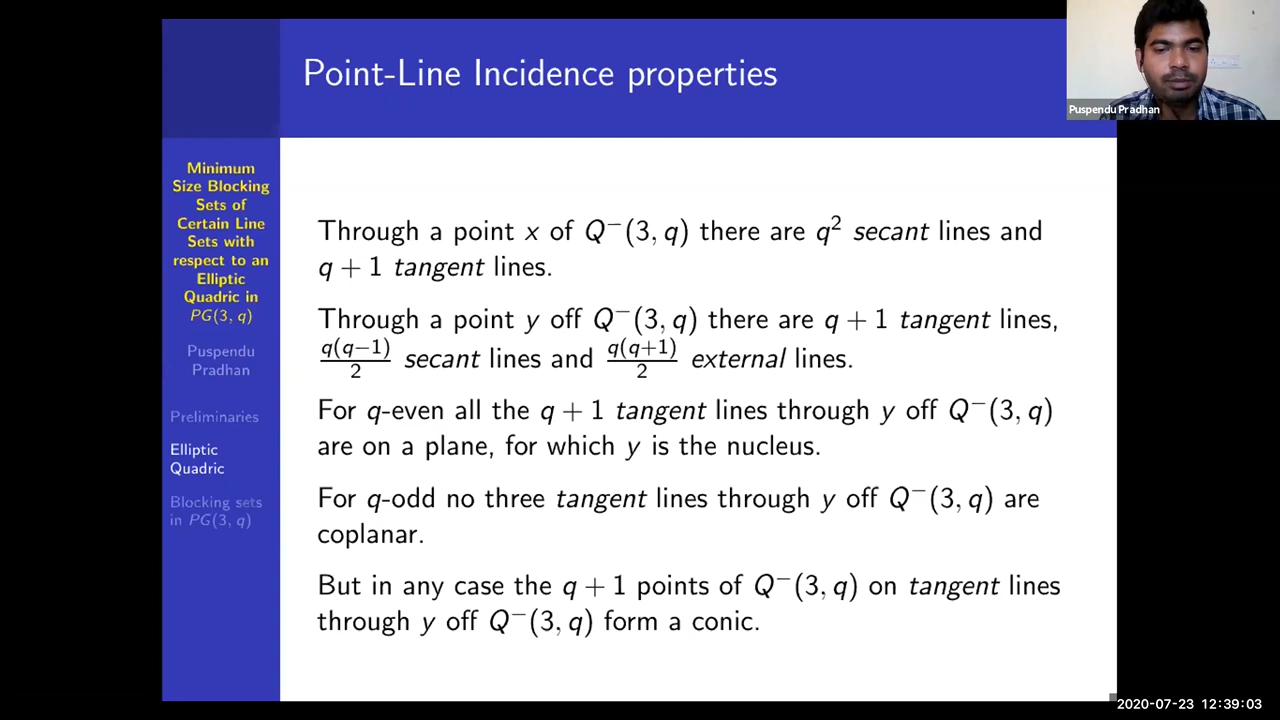 Point-Line Incidence properties
Puspendu Pradhan
Minimum
Size Blocking
Sets of
Certain Line
Sets with
respect to an
Elliptic
Quadric in
PG(3, q)
Puspendu
Pradhan
Preliminaries
Elliptic
Quadric
Blocking sets
in PG(3, q)
Through a point x of Q⁻(3, q) there are q² secant lines and
q + 1 tangent lines.
Through a point y off Q⁻(3, q) there are q + 1 tangent lines,
q(q−1)/2 secant lines and q(q+1)/2 external lines.
For q-even all the q + 1 tangent lines through y off Q⁻(3, q)
are on a plane, for which y is the nucleus.
For q-odd no three tangent lines through y off Q⁻(3, q) are
coplanar.
But in any case the q + 1 points of Q⁻(3, q) on tangent lines
through y off Q⁻(3, q) form a conic.
2020-07-23 12:39:03